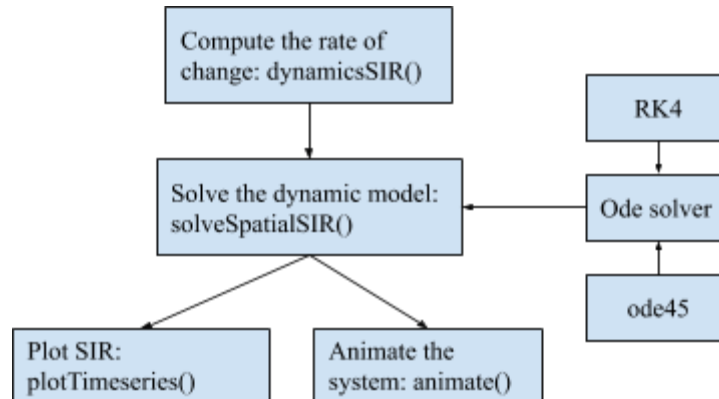 Compute the rate of
change: dynamicsSIR()
RK4
Solve the dynamic model:
solveSpatialSIR()
Ode solver
ode45
Plot SIR:
plotTimeseries()
Animate the
system: animate()